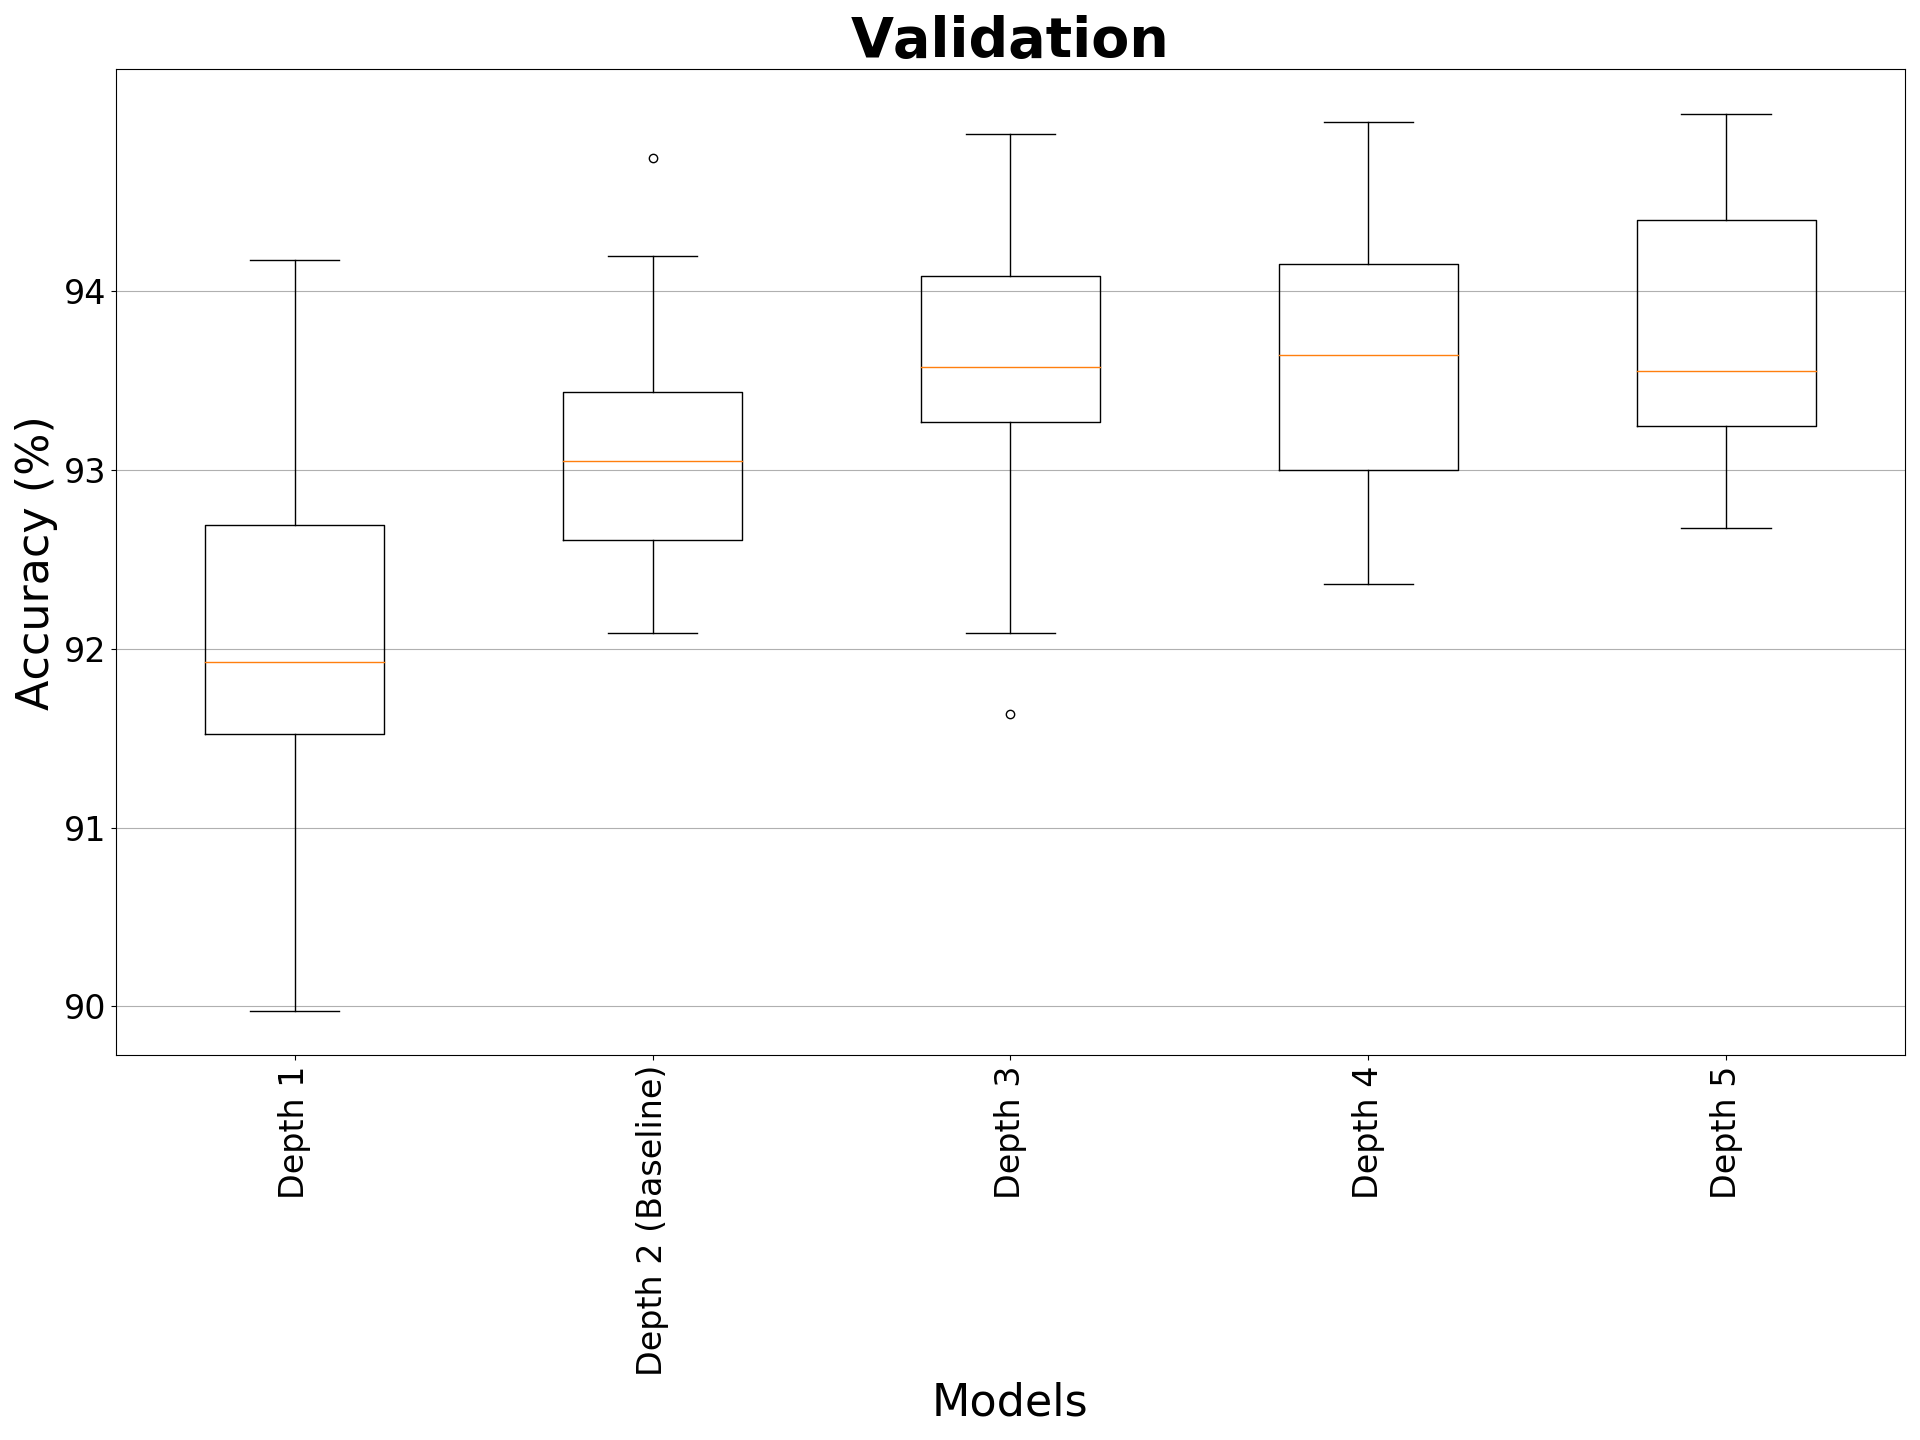 Validation
Accuracy (%)
94
93
92
91
90
Depth 1
Depth 2 (Baseline)
Depth 3
Depth 4
Depth 5
Models